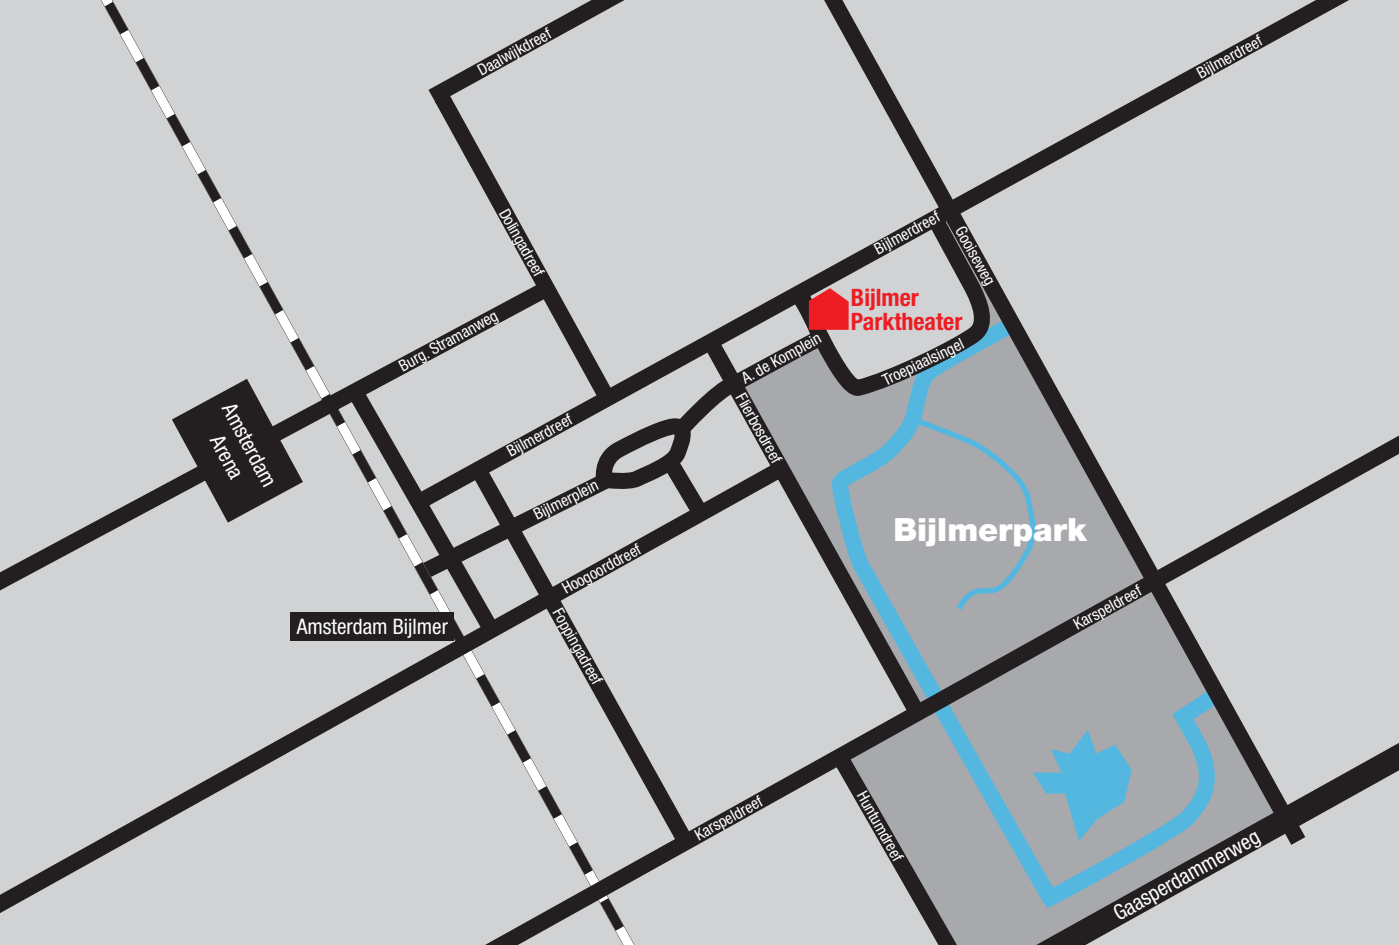 Daalwijkdreef
Bijlmerdreef
Dolingadreef
Bijlmerdreef
Gooiseweg
Bijlmer
Parktheater
Burg. Stramanweg
A. de Komplein
Troepiaalsingel
Amsterdam
Arena
Bijlmerdreef
Flierbosdreef
Bijlmerplein
Bijlmerpark
Hoogoorddreef
Amsterdam Bijlmer
Foppingadreef
Karspeldreef
Karspeldreef
Huntumdreef
Gaasperdammerweg